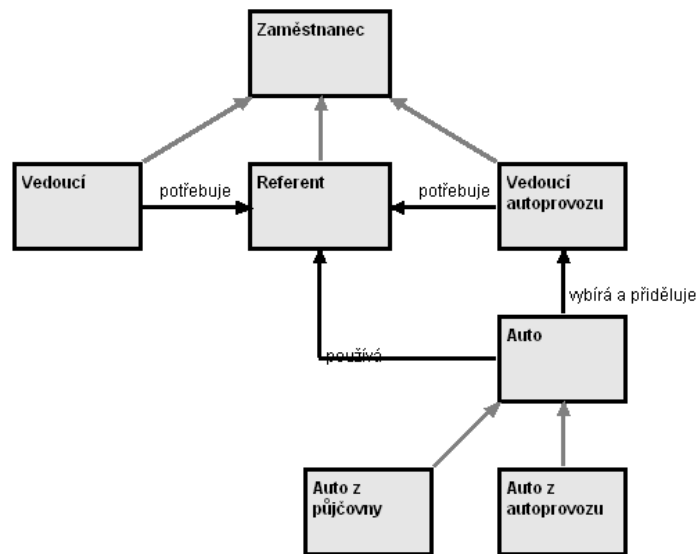 Zaměstnanec
Vedoucí
potřebuje
Referent
potřebuje
Vedoucí
autoprovozu
vybírá a přiděluje
Auto
používá
Auto z
půjčovny
Auto z
autoprovozu